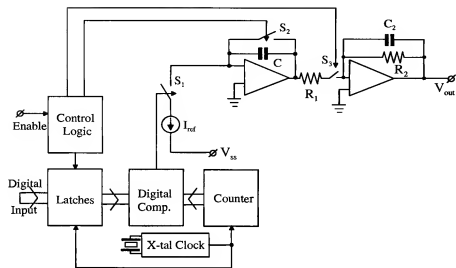 S2
C
S3
C2
R1
R2
Vout
S1
Iref
Vss
Enable
Control
Logic
Digital
Input
Latches
Digital
Comp.
Counter
X-tal Clock